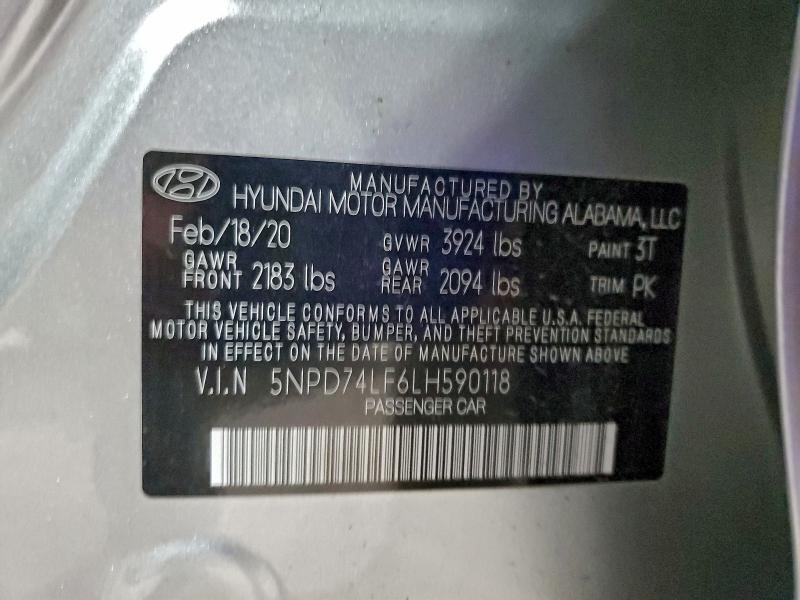 MANUFACTURED BY
HYUNDAI MOTOR MANUFACTURING ALABAMA, LLC
Feb/18/20 GVWR 3924 lbs PAINT 3T
GAWR FRONT 2183 lbs GAWR REAR 2094 lbs TRIM PK
THIS VEHICLE CONFORMS TO ALL APPLICABLE U.S.A. FEDERAL
MOTOR VEHICLE SAFETY, BUMPER, AND THEFT PREVENTION STANDARDS
IN EFFECT ON THE DATE OF MANUFACTURE SHOWN ABOVE
V.I.N 5NPD74LF6LH590118
PASSENGER CAR